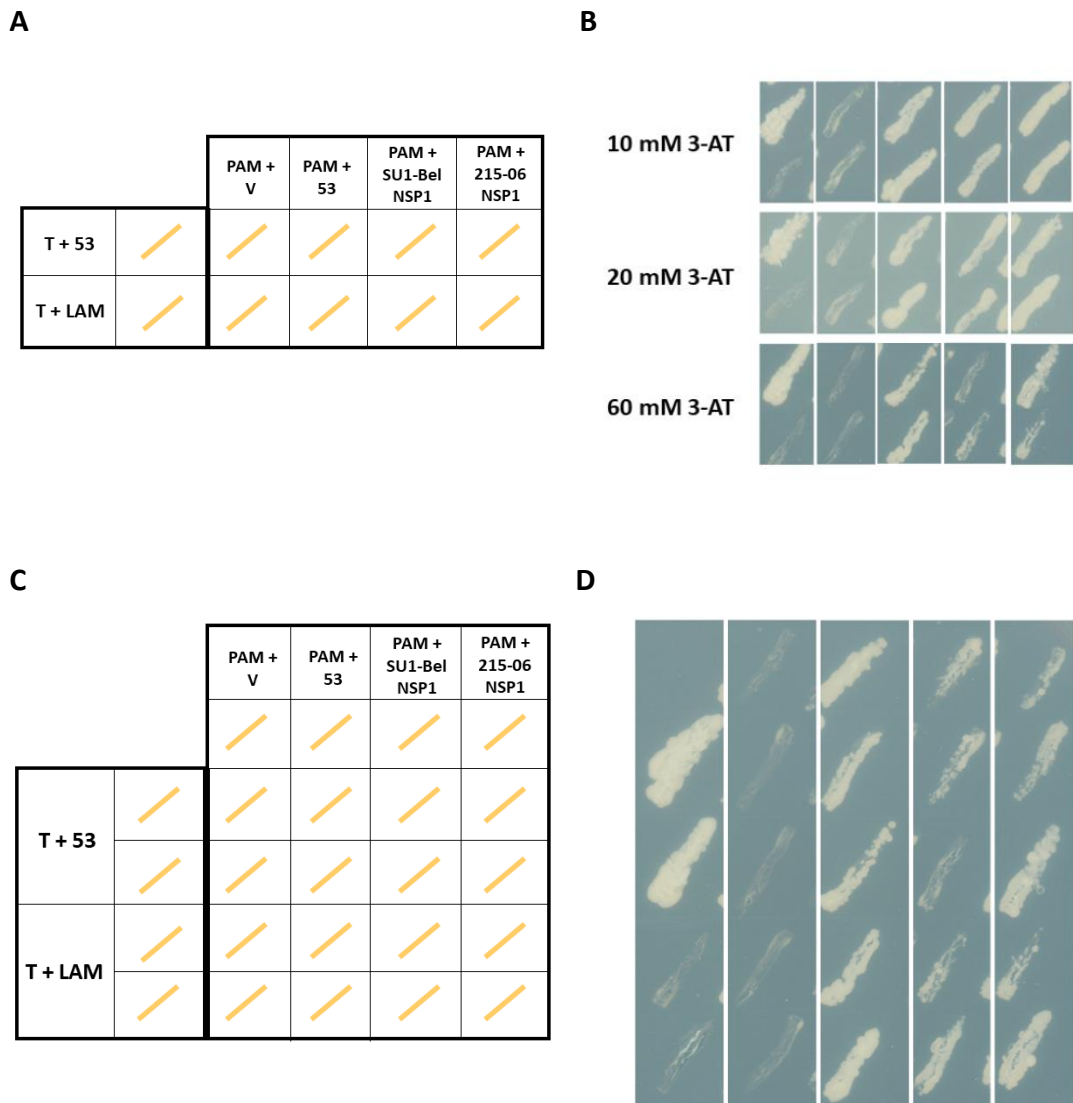 A
B
PAM +
V
PAM +
53
PAM +
SU1-Bel
NSP1
PAM +
215-06
NSP1
T + 53
T + LAM
10 mM 3-AT
20 mM 3-AT
60 mM 3-AT
C
D
PAM +
V
PAM +
53
PAM +
SU1-Bel
NSP1
PAM +
215-06
NSP1
T + 53
T + LAM